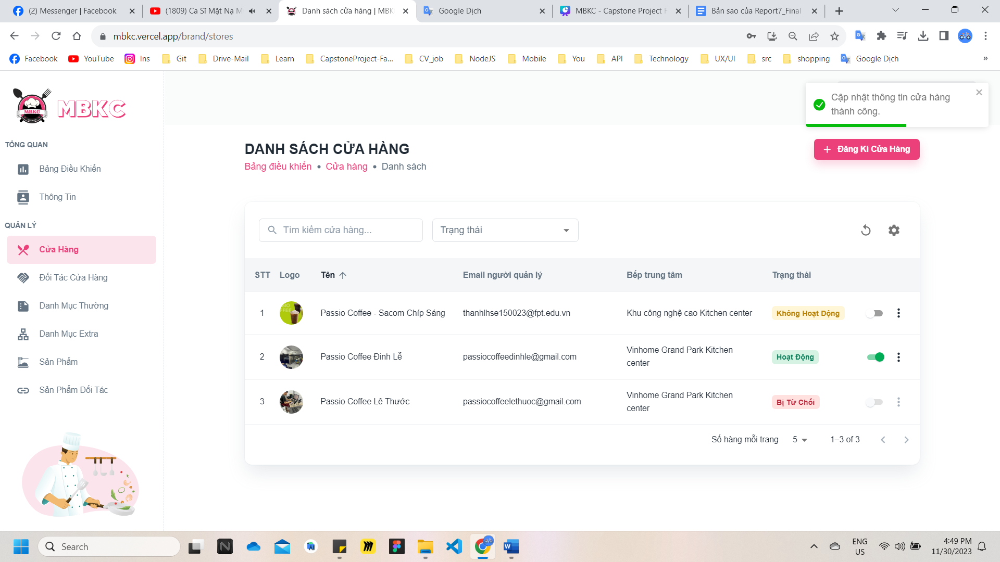 (2) Messenger | Facebook
(1809) Ca Sĩ Mặt Nạ M
Danh sách cửa hàng | MBK
Google Dịch
MBKC - Capstone Project F
Bản sao của Report7_Final
mbkc.vercel.app/brand/stores
Facebook
YouTube
Ins
Git
Drive-Mail
Learn
CapstoneProject-Fa...
CV_job
NodeJS
Mobile
You
API
Technology
UX/UI
src
shopping
Google Dịch
»
MBKC
MBKC
Cập nhật thông tin cửa hàng
thành công.
TỔNG QUAN
Bảng Điều Khiển
Thông Tin
QUẢN LÝ
Cửa Hàng
Đối Tác Cửa Hàng
Danh Mục Thường
Danh Mục Extra
Sản Phẩm
Sản Phẩm Đối Tác
DANH SÁCH CỬA HÀNG
Bảng điều khiển • Cửa hàng • Danh sách
+ Đăng Kí Cửa Hàng
Tìm kiếm cửa hàng...
Trạng thái
STT Logo Tên Email người quản lý Bếp trung tâm Trạng thái
1 Passio Coffee - Sacom Chíp Sáng thanhlhse150023@fpt.edu.vn Khu công nghệ cao Kitchen center Không Hoạt Động
2 Passio Coffee Đinh Lễ passiocoffeedinhle@gmail.com Vinhome Grand Park Kitchen
center Hoạt Động
3 Passio Coffee Lê Thước passiocoffeelethuoc@gmail.com Vinhome Grand Park Kitchen
center Bị Từ Chối
Số hàng mỗi trang 5 1–3 of 3
Search
ENG
US
4:49 PM
11/30/2023